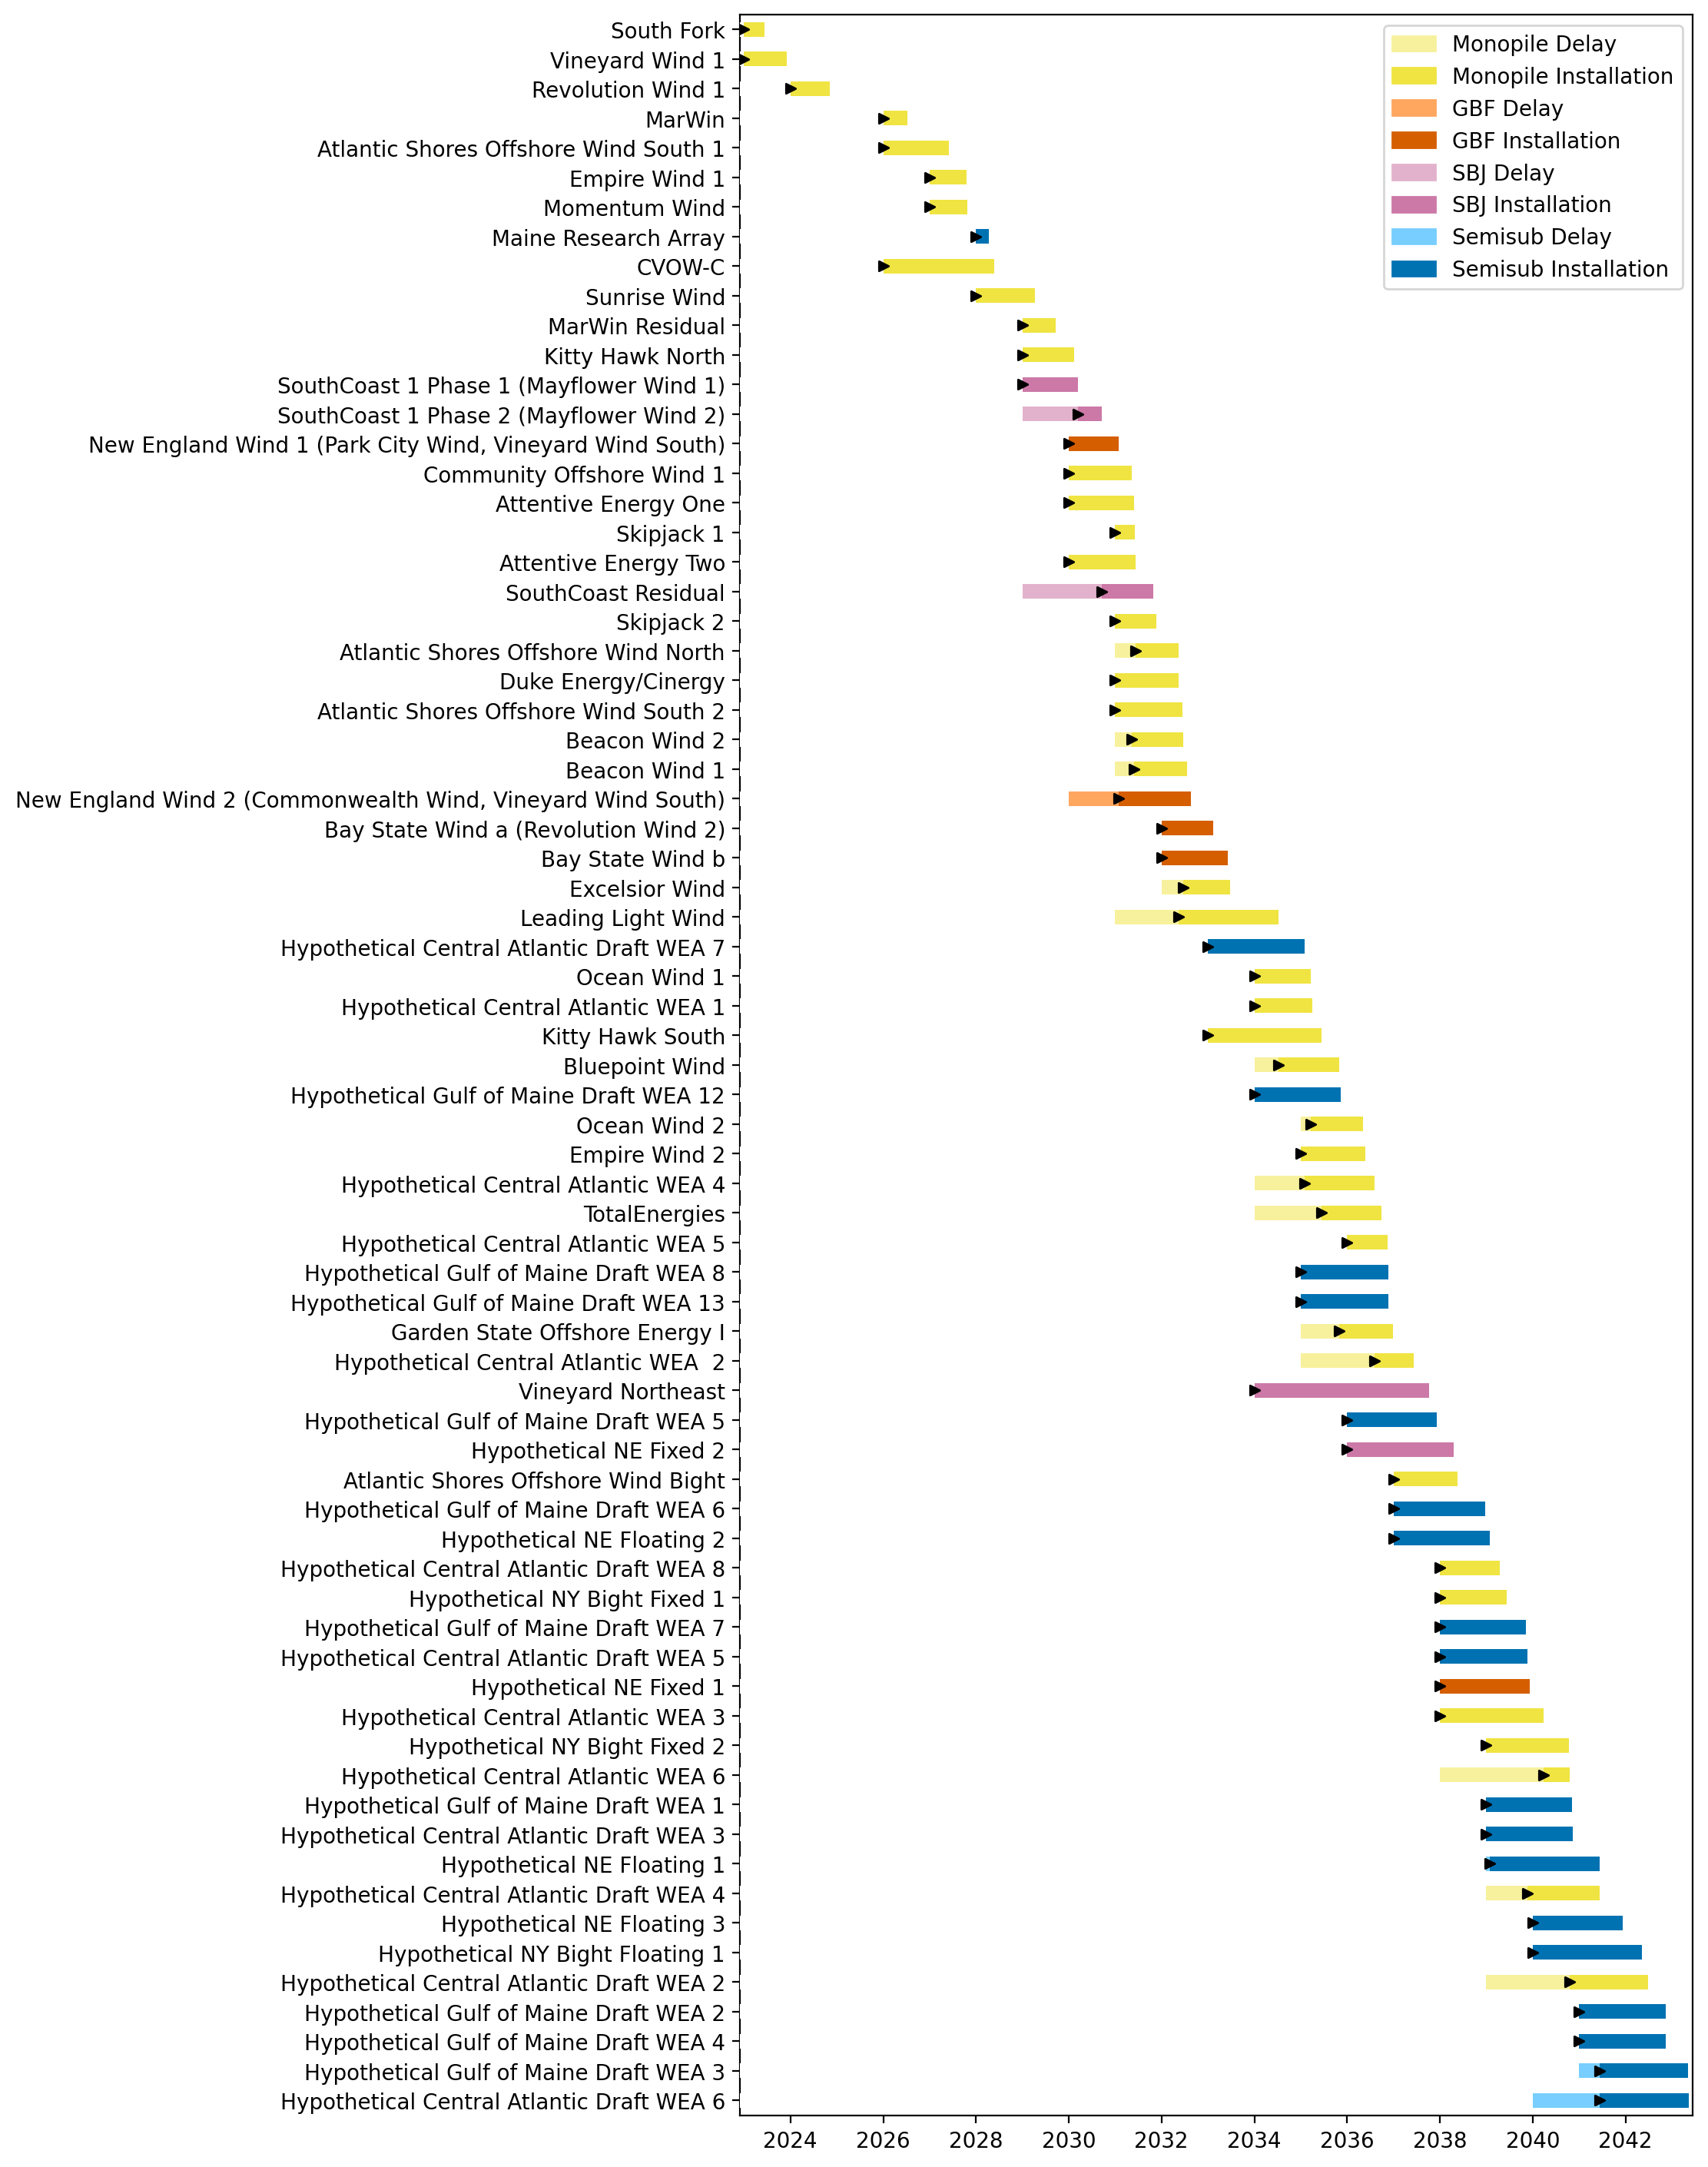 South Fork
Vineyard Wind 1
Revolution Wind 1
MarWin
Atlantic Shores Offshore Wind South 1
Empire Wind 1
Momentum Wind
Maine Research Array
CVOW-C
Sunrise Wind
MarWin Residual
Kitty Hawk North
SouthCoast 1 Phase 1 (Mayflower Wind 1)
SouthCoast 1 Phase 2 (Mayflower Wind 2)
New England Wind 1 (Park City Wind, Vineyard Wind South)
Community Offshore Wind 1
Attentive Energy One
Skipjack 1
Attentive Energy Two
SouthCoast Residual
Skipjack 2
Atlantic Shores Offshore Wind North
Duke Energy/Cinergy
Atlantic Shores Offshore Wind South 2
Beacon Wind 2
Beacon Wind 1
New England Wind 2 (Commonwealth Wind, Vineyard Wind South)
Bay State Wind a (Revolution Wind 2)
Bay State Wind b
Excelsior Wind
Leading Light Wind
Hypothetical Central Atlantic Draft WEA 7
Ocean Wind 1
Hypothetical Central Atlantic WEA 1
Kitty Hawk South
Bluepoint Wind
Hypothetical Gulf of Maine Draft WEA 12
Ocean Wind 2
Empire Wind 2
Hypothetical Central Atlantic WEA 4
TotalEnergies
Hypothetical Central Atlantic WEA 5
Hypothetical Gulf of Maine Draft WEA 8
Hypothetical Gulf of Maine Draft WEA 13
Garden State Offshore Energy I
Hypothetical Central Atlantic WEA  2
Vineyard Northeast
Hypothetical Gulf of Maine Draft WEA 5
Hypothetical NE Fixed 2
Atlantic Shores Offshore Wind Bight
Hypothetical Gulf of Maine Draft WEA 6
Hypothetical NE Floating 2
Hypothetical Central Atlantic Draft WEA 8
Hypothetical NY Bight Fixed 1
Hypothetical Gulf of Maine Draft WEA 7
Hypothetical Central Atlantic Draft WEA 5
Hypothetical NE Fixed 1
Hypothetical Central Atlantic WEA 3
Hypothetical NY Bight Fixed 2
Hypothetical Central Atlantic WEA 6
Hypothetical Gulf of Maine Draft WEA 1
Hypothetical Central Atlantic Draft WEA 3
Hypothetical NE Floating 1
Hypothetical Central Atlantic Draft WEA 4
Hypothetical NE Floating 3
Hypothetical NY Bight Floating 1
Hypothetical Central Atlantic Draft WEA 2
Hypothetical Gulf of Maine Draft WEA 2
Hypothetical Gulf of Maine Draft WEA 4
Hypothetical Gulf of Maine Draft WEA 3
Hypothetical Central Atlantic Draft WEA 6
Monopile Delay
Monopile Installation
GBF Delay
GBF Installation
SBJ Delay
SBJ Installation
Semisub Delay
Semisub Installation
2024 2026 2028 2030 2032 2034 2036 2038 2040 2042